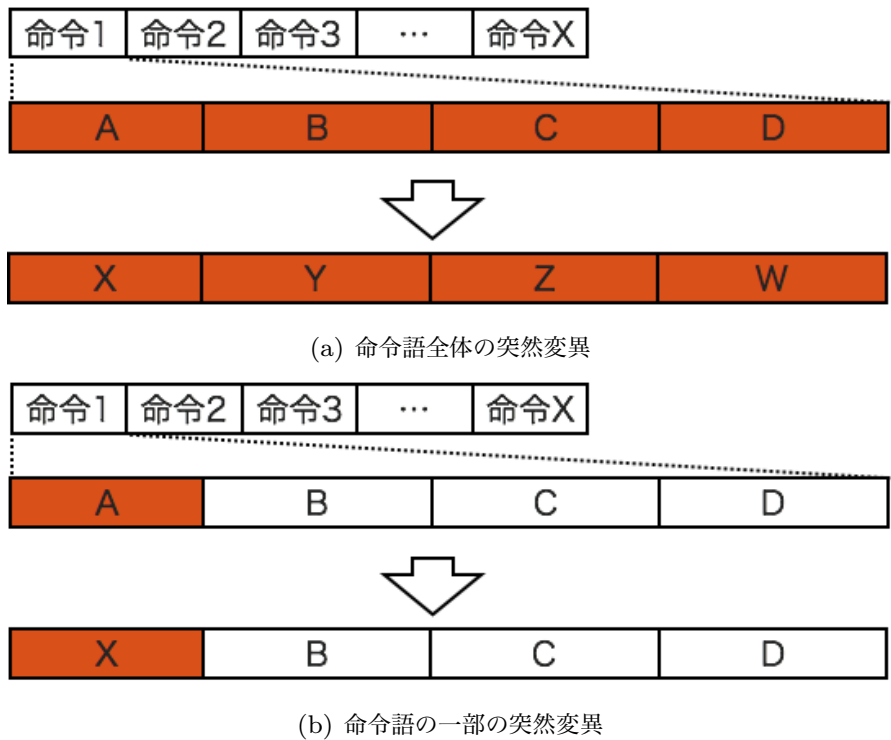 命令1 命令2 命令3 … 命令X
A B C D
X Y Z W
(a) 命令語全体の突然変異
命令1 命令2 命令3 … 命令X
A B C D
X B C D
(b) 命令語の一部の突然変異